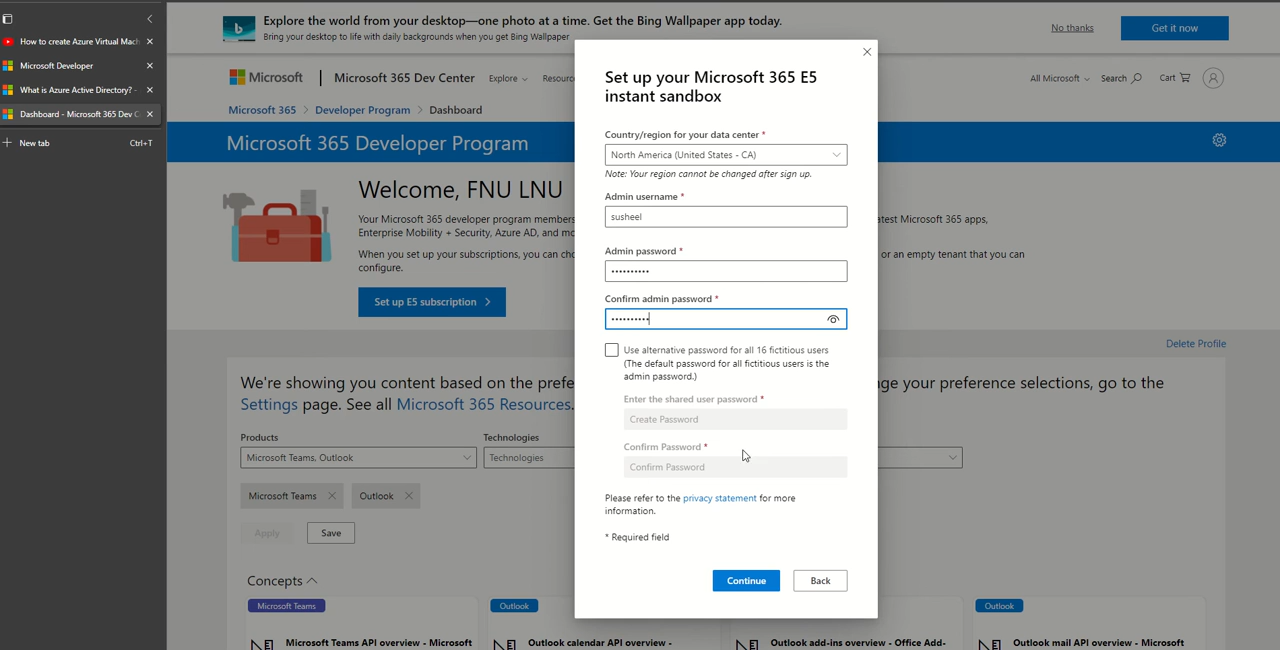 Explore the world from your desktop—one photo at a time. Get the Bing Wallpaper app today.
Bring your desktop to life with daily backgrounds when you get Bing Wallpaper
No thanks
Get it now
How to create Azure Virtual Mach
Microsoft Developer
What is Azure Active Directory? -
Dashboard - Microsoft 365 Dev C
New tab Ctrl+T
Microsoft | Microsoft 365 Dev Center Explore
All Microsoft Search Cart
Microsoft 365 > Developer Program > Dashboard
Microsoft 365 Developer Program
Welcome, FNU LNU
Your Microsoft 365 developer program members
atest Microsoft 365 apps,
Enterprise Mobility + Security, Azure AD, and mo
When you set up your subscriptions, you can cho
or an empty tenant that you can
configure.
Set up E5 subscription >
Delete Profile
We're showing you content based on the prefe
ge your preference selections, go to the
Settings page. See all Microsoft 365 Resources.
Products
Technologies
Microsoft Teams, Outlook
Technologies
Microsoft Teams
Outlook
Apply
Save
Concepts
Microsoft Teams
Outlook
Outlook
Microsoft Teams API overview - Microsoft
Outlook calendar API overview -
Outlook add-ins overview - Office Add-
Outlook mail API overview - Microsoft
Set up your Microsoft 365 E5
instant sandbox
Country/region for your data center *
North America (United States - CA)
Note: Your region cannot be changed after sign up.
Admin username *
susheel
Admin password *
••••••••••
Confirm admin password *
••••••••••
Use alternative password for all 16 fictitious users
(The default password for all fictitious users is the
admin password.)
Enter the shared user password *
Create Password
Confirm Password *
Confirm Password
Please refer to the privacy statement for more
information.
* Required field
Continue
Back